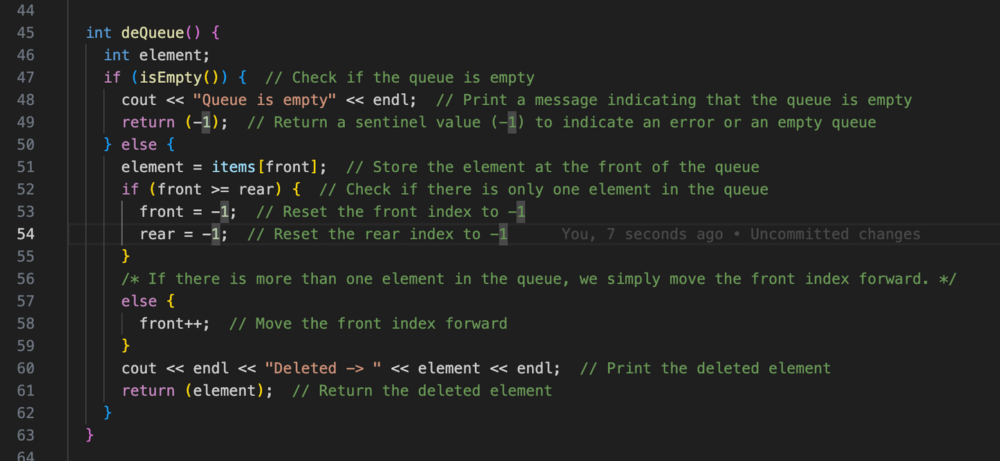 44
45 int deQueue() {
46 int element;
47 if (isEmpty()) { // Check if the queue is empty
48 cout << "Queue is empty" << endl; // Print a message indicating that the queue is empty
49 return (-1); // Return a sentinel value (-1) to indicate an error or an empty queue
50 } else {
51 element = items[front]; // Store the element at the front of the queue
52 if (front >= rear) { // Check if there is only one element in the queue
53 front = -1; // Reset the front index to -1
54 rear = -1; // Reset the rear index to -1 You, 7 seconds ago • Uncommitted changes
55 }
56 /* If there is more than one element in the queue, we simply move the front index forward. */
57 else {
58 front++; // Move the front index forward
59 }
60 cout << endl << "Deleted -> " << element << endl; // Print the deleted element
61 return (element); // Return the deleted element
62 }
63 }
64